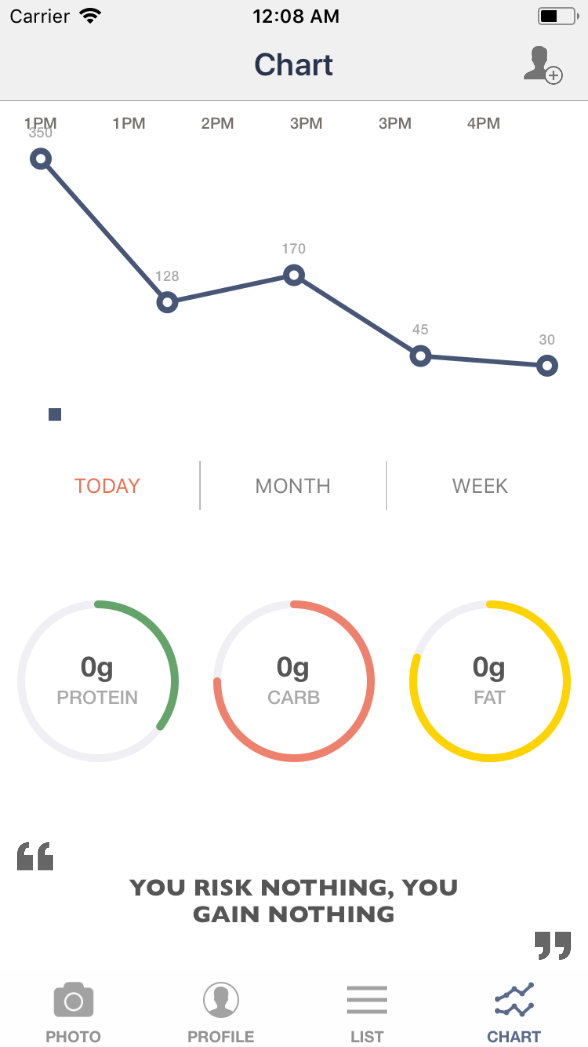 Carrier 12:08 AM
Chart
1PM 1PM 2PM 3PM 3PM 4PM
350
128
170
45
30
TODAY MONTH WEEK
0g 0g 0g
PROTEIN CARB FAT
“
YOU RISK NOTHING, YOU
GAIN NOTHING
”
PHOTO PROFILE LIST CHART